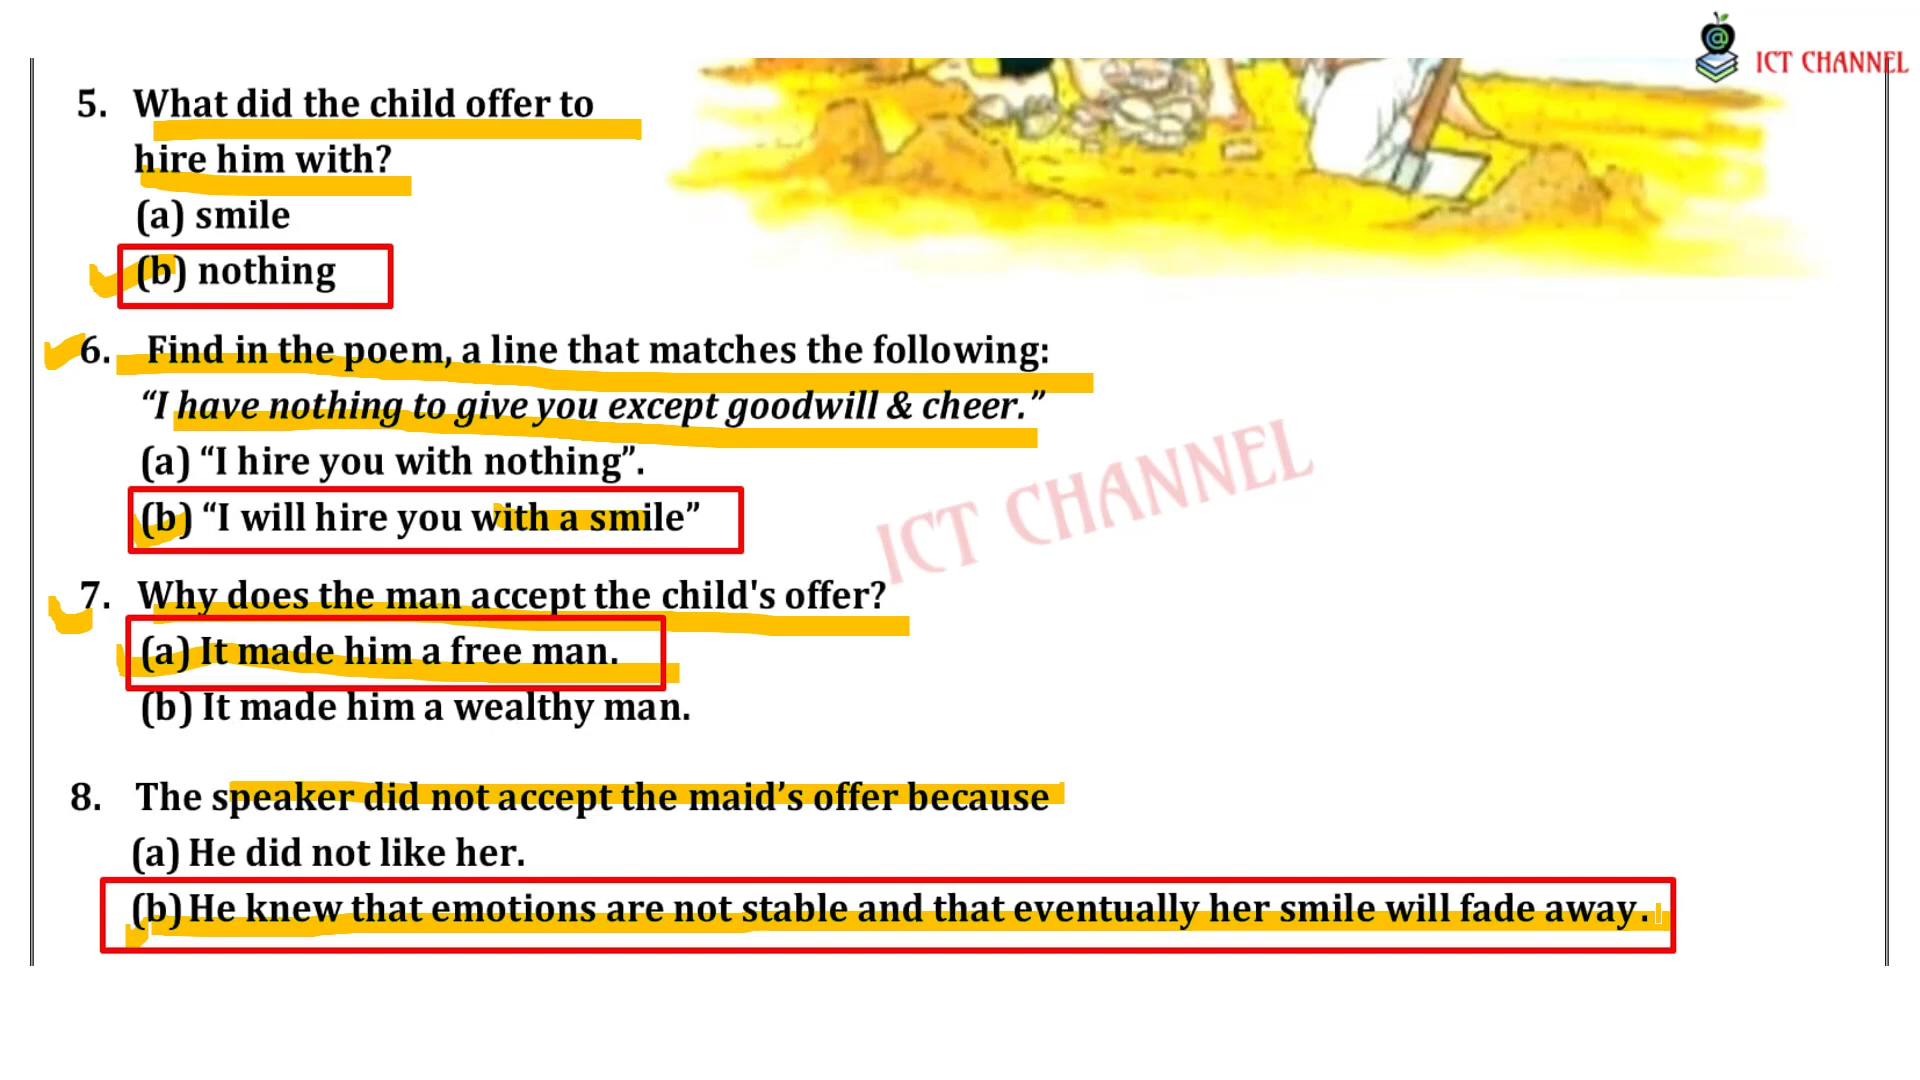 ICT CHANNEL
5. What did the child offer to
hire him with?
(a) smile
(b) nothing
6. Find in the poem, a line that matches the following:
“I have nothing to give you except goodwill & cheer.”
(a) “I hire you with nothing”.
(b) “I will hire you with a smile”
ICT CHANNEL
7. Why does the man accept the child's offer?
(a) It made him a free man.
(b) It made him a wealthy man.
8. The speaker did not accept the maid’s offer because
(a) He did not like her.
(b) He knew that emotions are not stable and that eventually her smile will fade away.